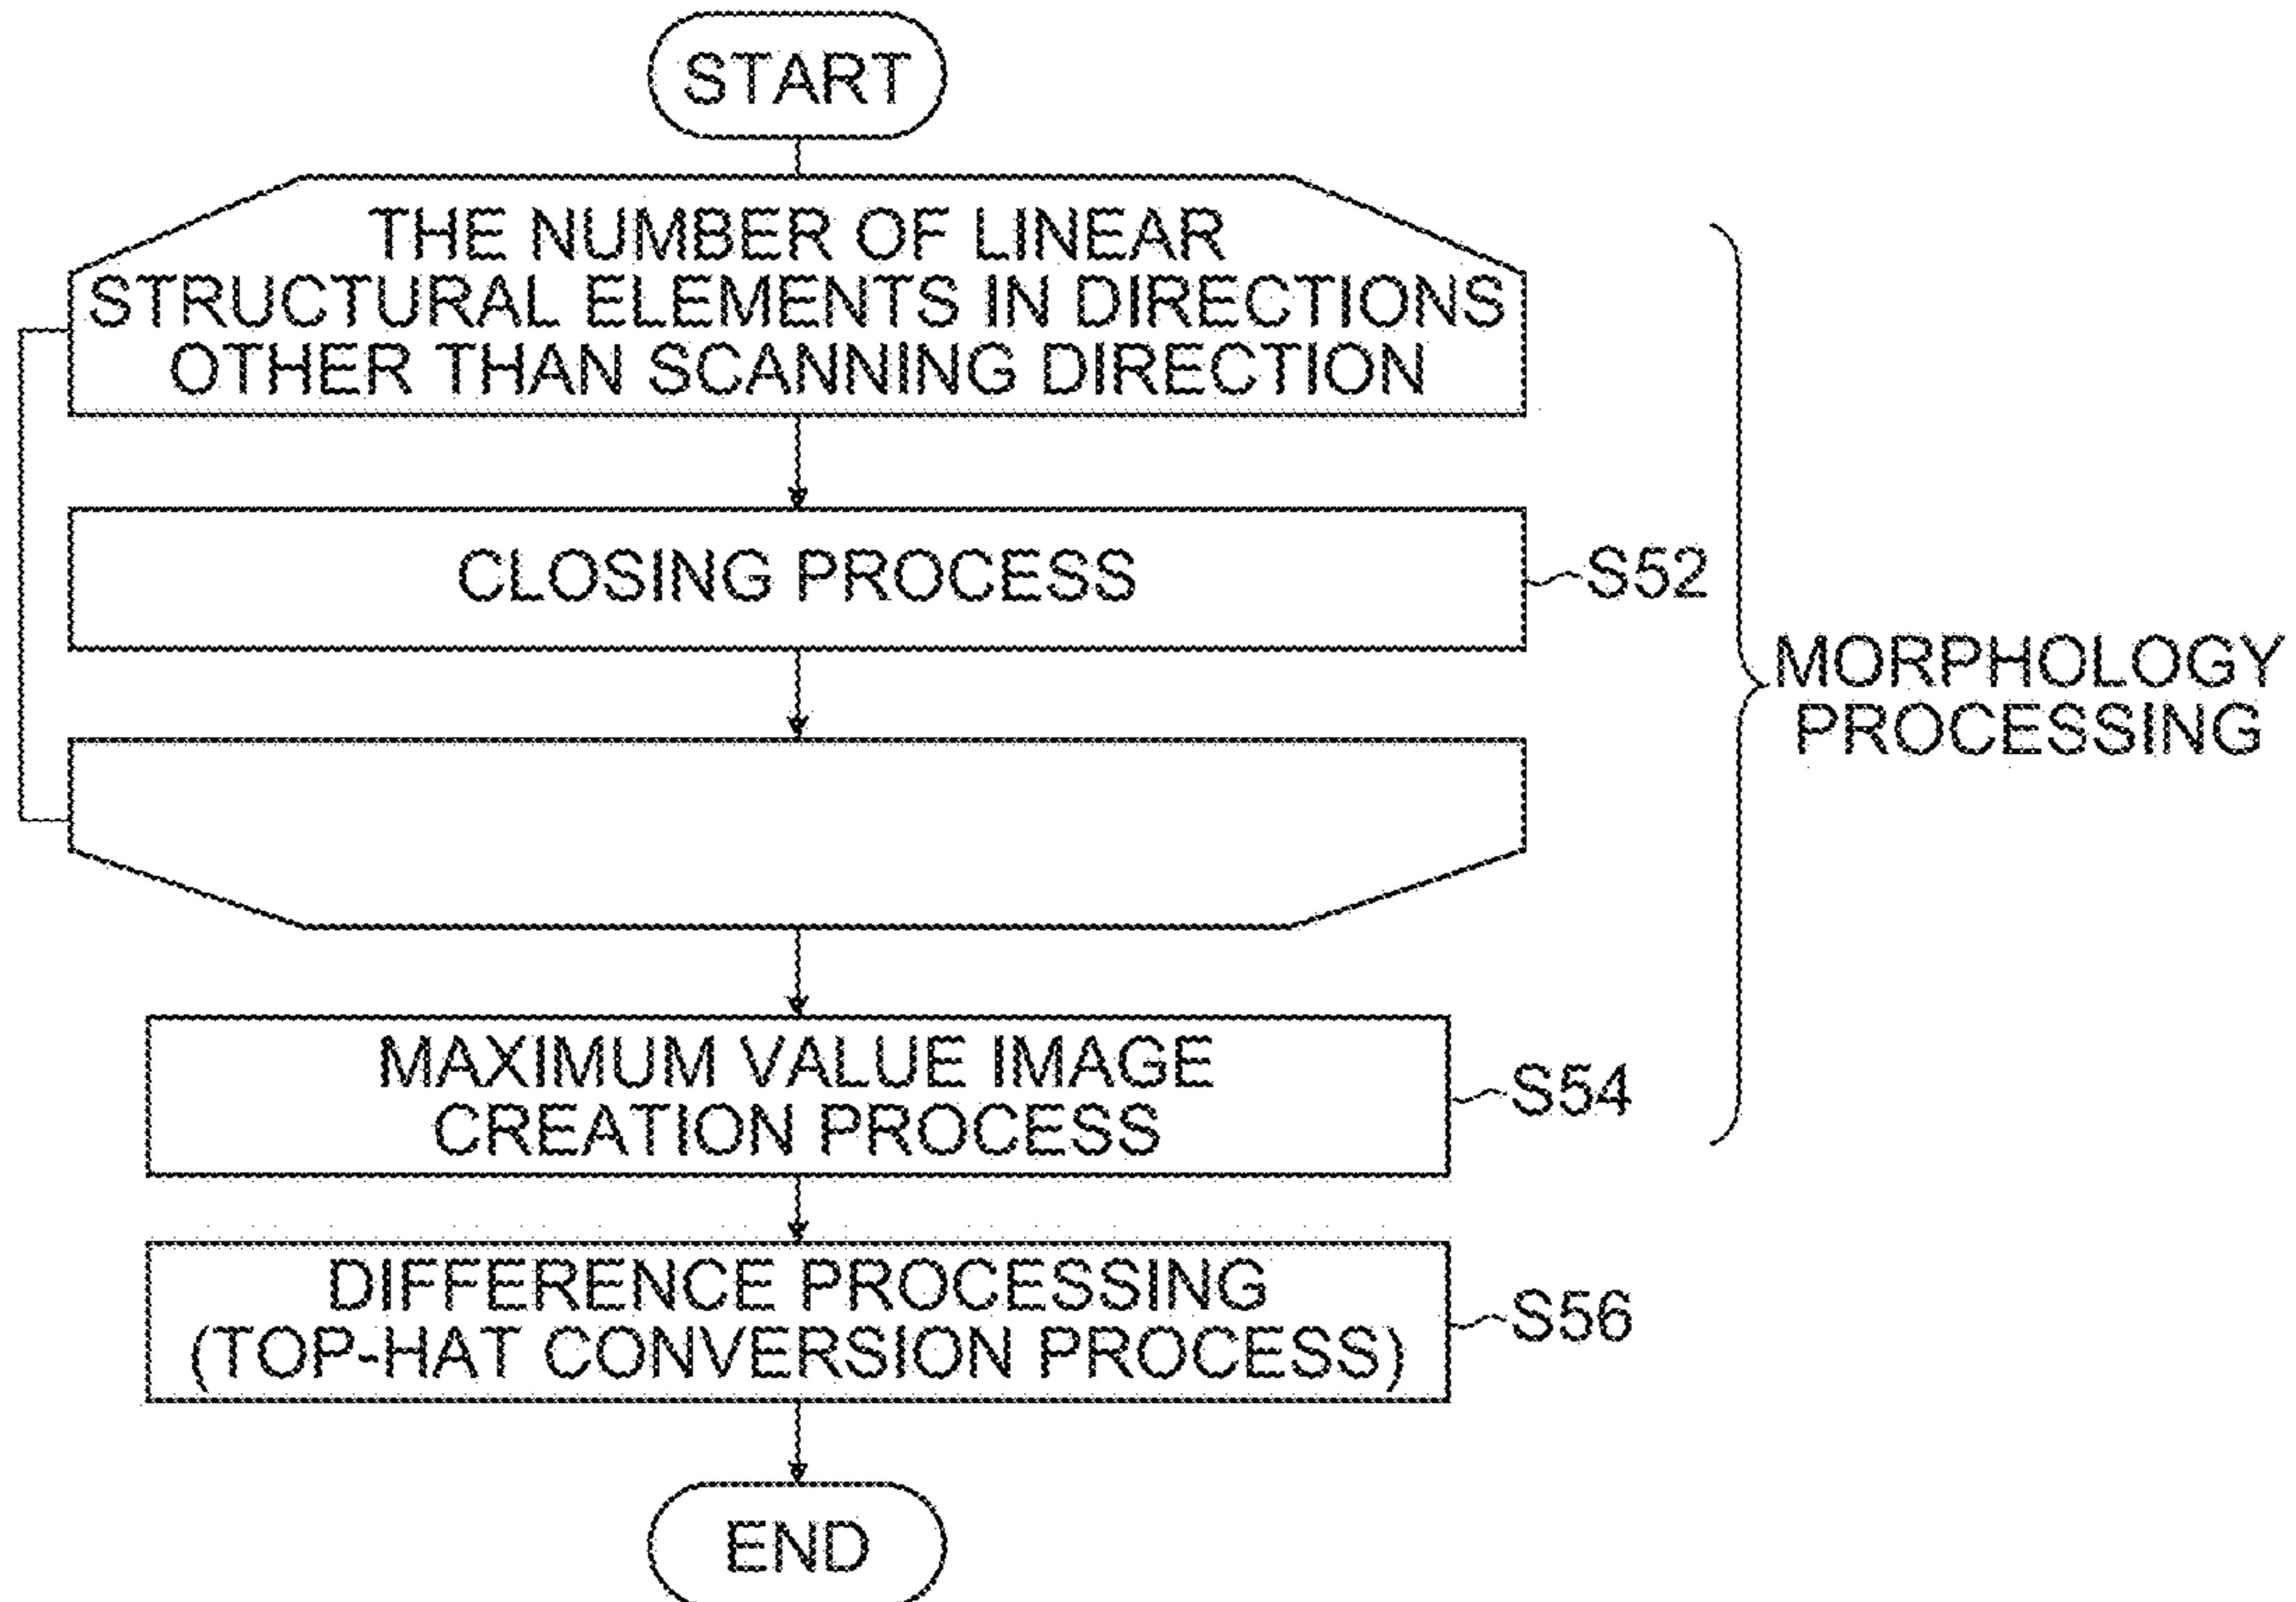 START
THE NUMBER OF LINEAR
STRUCTURAL ELEMENTS IN DIRECTIONS
OTHER THAN SCANNING DIRECTION
CLOSING PROCESS
S52
MORPHOLOGY
PROCESSING
MAXIMUM VALUE IMAGE
CREATION PROCESS
S54
DIFFERENCE PROCESSING
(TOP-HAT CONVERSION PROCESS)
S56
END